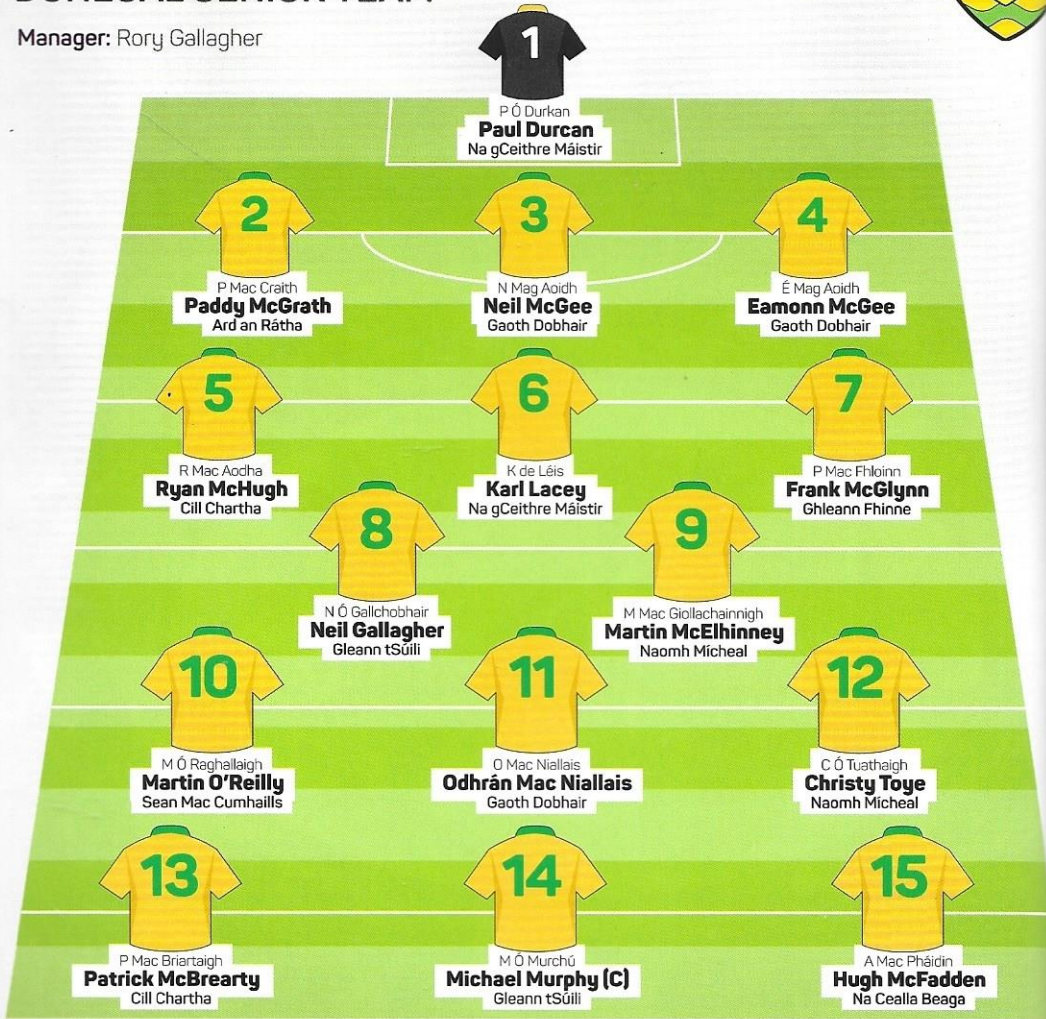 DONEGAL SENIOR TEAM
Manager: Rory Gallagher
1
P Ó Durkan
Paul Durcan
Na gCeithre Máistir
2
P Mac Craith
Paddy McGrath
Ard an Rátha
3
N Mag Aoidh
Neil McGee
Gaoth Dobhair
4
É Mag Aoidh
Eamonn McGee
Gaoth Dobhair
5
R Mac Aodha
Ryan McHugh
Cill Chartha
6
K de Léis
Karl Lacey
Na gCeithre Máistir
7
P Mac Fhloinn
Frank McGlynn
Ghleann Fhinne
8
N Ó Gallchobhair
Neil Gallagher
Gleann tSúilí
9
M Mac Giollachainnigh
Martin McElhinney
Naomh Mícheal
10
M Ó Raghallaigh
Martin O'Reilly
Sean Mac Cumhaills
11
O Mac Niallais
Odhrán Mac Niallais
Gaoth Dobhair
12
C Ó Tuathaigh
Christy Toye
Naomh Mícheal
13
P Mac Briartaigh
Patrick McBrearty
Cill Chartha
14
M Ó Murchú
Michael Murphy (C)
Gleann tSúilí
15
A Mac Pháidin
Hugh McFadden
Na Cealla Beaga